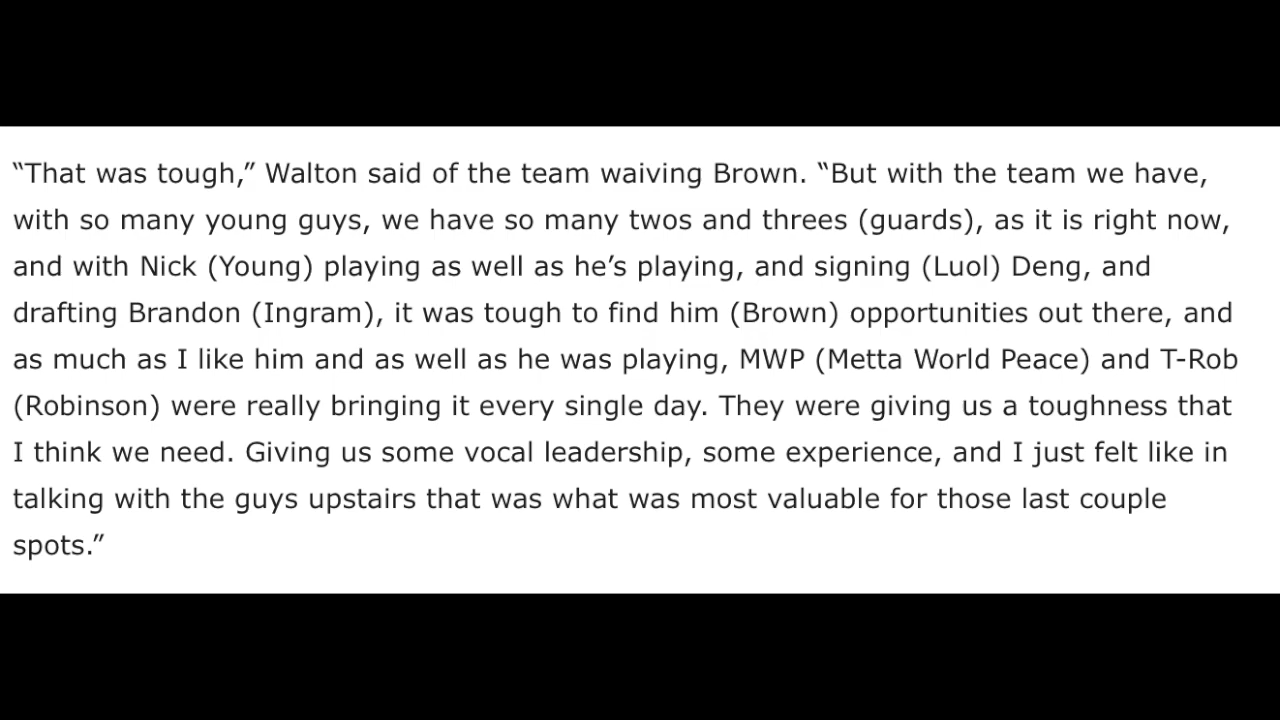 “That was tough,” Walton said of the team waiving Brown. “But with the team we have,
with so many young guys, we have so many twos and threes (guards), as it is right now,
and with Nick (Young) playing as well as he’s playing, and signing (Luol) Deng, and
drafting Brandon (Ingram), it was tough to find him (Brown) opportunities out there, and
as much as I like him and as well as he was playing, MWP (Metta World Peace) and T-Rob
(Robinson) were really bringing it every single day. They were giving us a toughness that
I think we need. Giving us some vocal leadership, some experience, and I just felt like in
talking with the guys upstairs that was what was most valuable for those last couple
spots.”